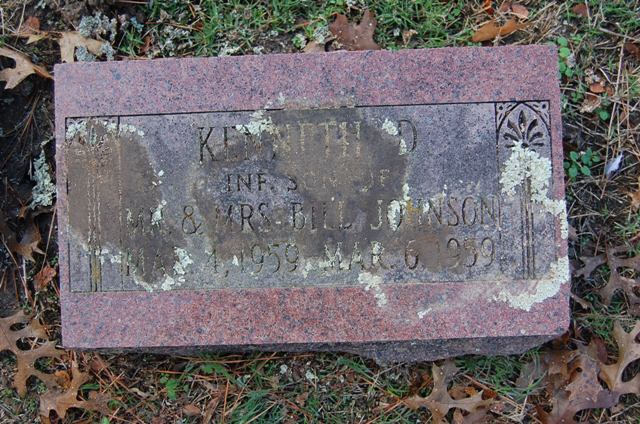 KENNETH D
INF. SON OF
MR. & MRS. BILL JOHNSON
MAR. 4, 1959 MAR. 6, 1959